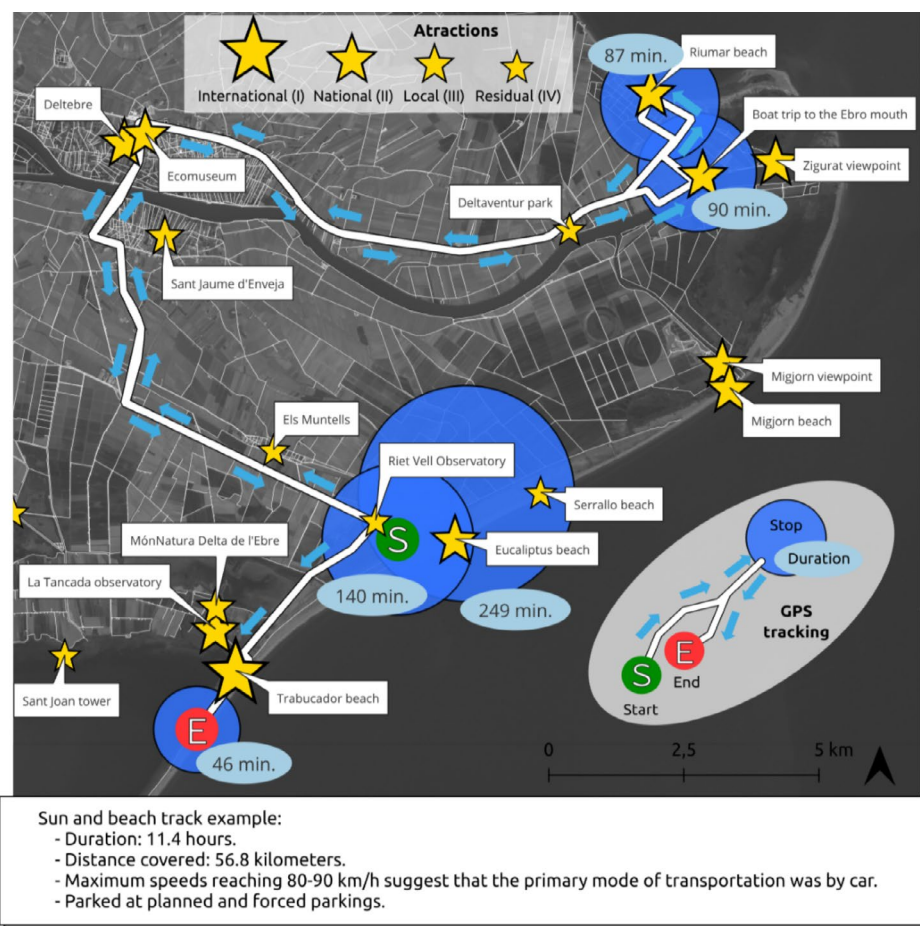 Atractions
International (I) National (II) Local (III) Residual (IV)
87 min.
Riumar beach
Deltebre
Boat trip to the Ebro mouth
Ecomuseum
Zigurat viewpoint
Deltaventur park
90 min.
Sant Jaume d'Enveja
Migjorn viewpoint
Migjorn beach
Els Muntells
Riet Vell Observatory
Serrallo beach
MónNatura Delta de l'Ebre
S
Eucaliptus beach
La Tancada observatory
140 min.
249 min.
Stop
Duration
GPS
tracking
E
S
End
Start
Sant Joan tower
Trabucador beach
E
46 min.
0 2,5 5 km
Sun and beach track example:
- Duration: 11.4 hours.
- Distance covered: 56.8 kilometers.
- Maximum speeds reaching 80-90 km/h suggest that the primary mode of transportation was by car.
- Parked at planned and forced parkings.